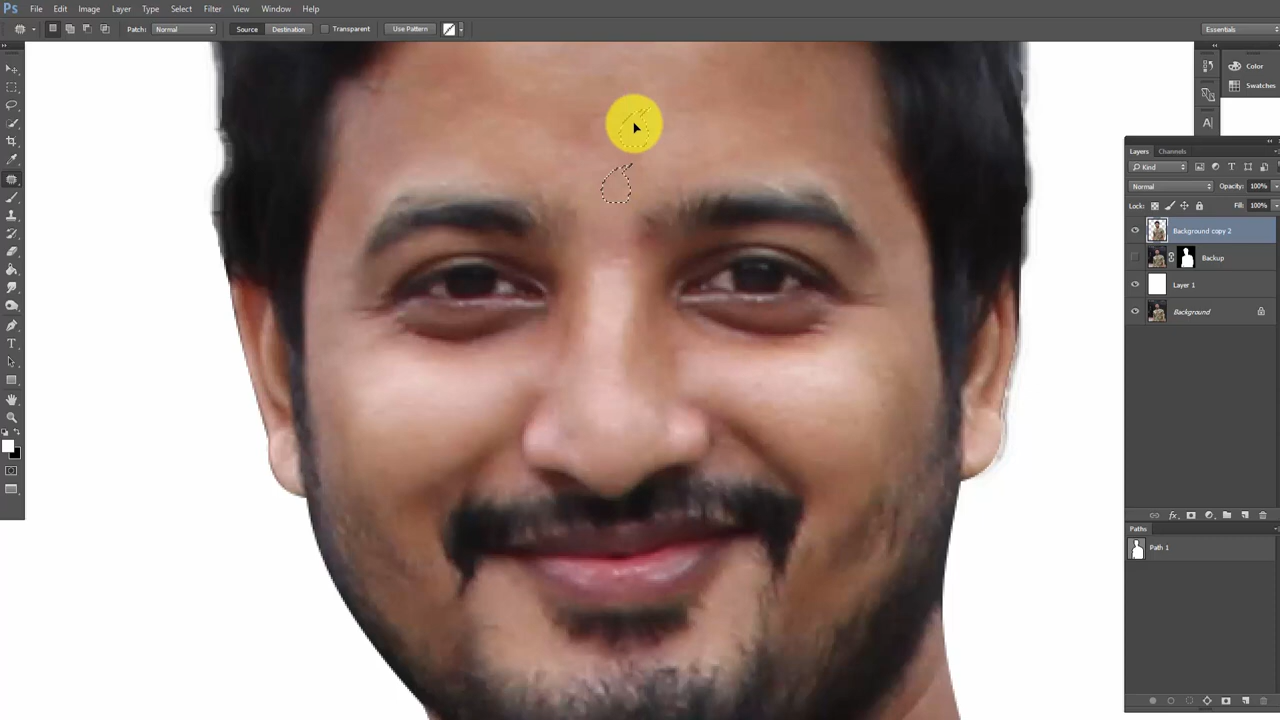 Ps File Edit Image Layer Type Select Filter View Window Help
Patch: Normal Source Destination Transparent Use Pattern Essentials
Color
Swatches
A
Layers Channels
Kind T
Normal Opacity: 100%
Lock: Fill: 100%
Background copy 2
Backup
Layer 1
Background
T
fx
Paths
Path 1